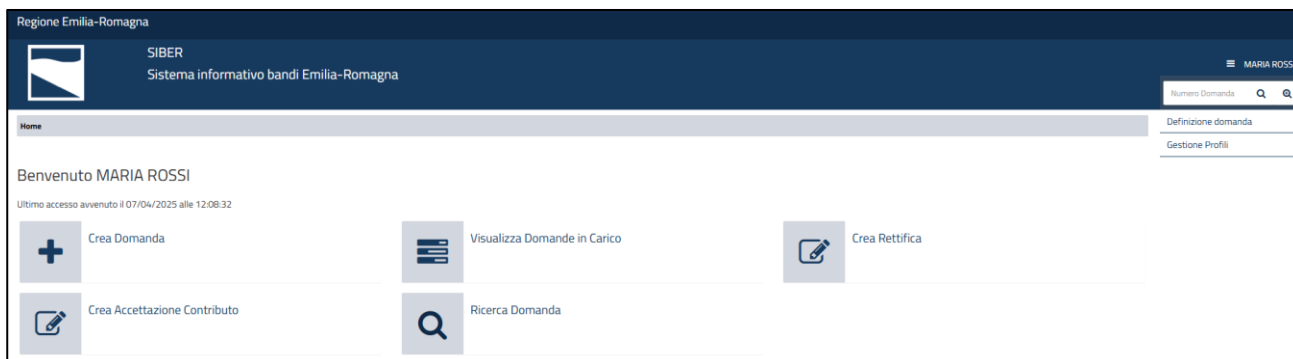 Regione Emilia-Romagna
SIBER
Sistema informativo bandi Emilia-Romagna
MARIA ROSS
Numero Domanda
Home
Definizione domanda
Gestione Profili
Benvenuto MARIA ROSSI
Ultimo accesso avvenuto il 07/04/2025 alle 12:08:32
Crea Domanda
Visualizza Domande in Carico
Crea Rettifica
Crea Accettazione Contributo
Ricerca Domanda